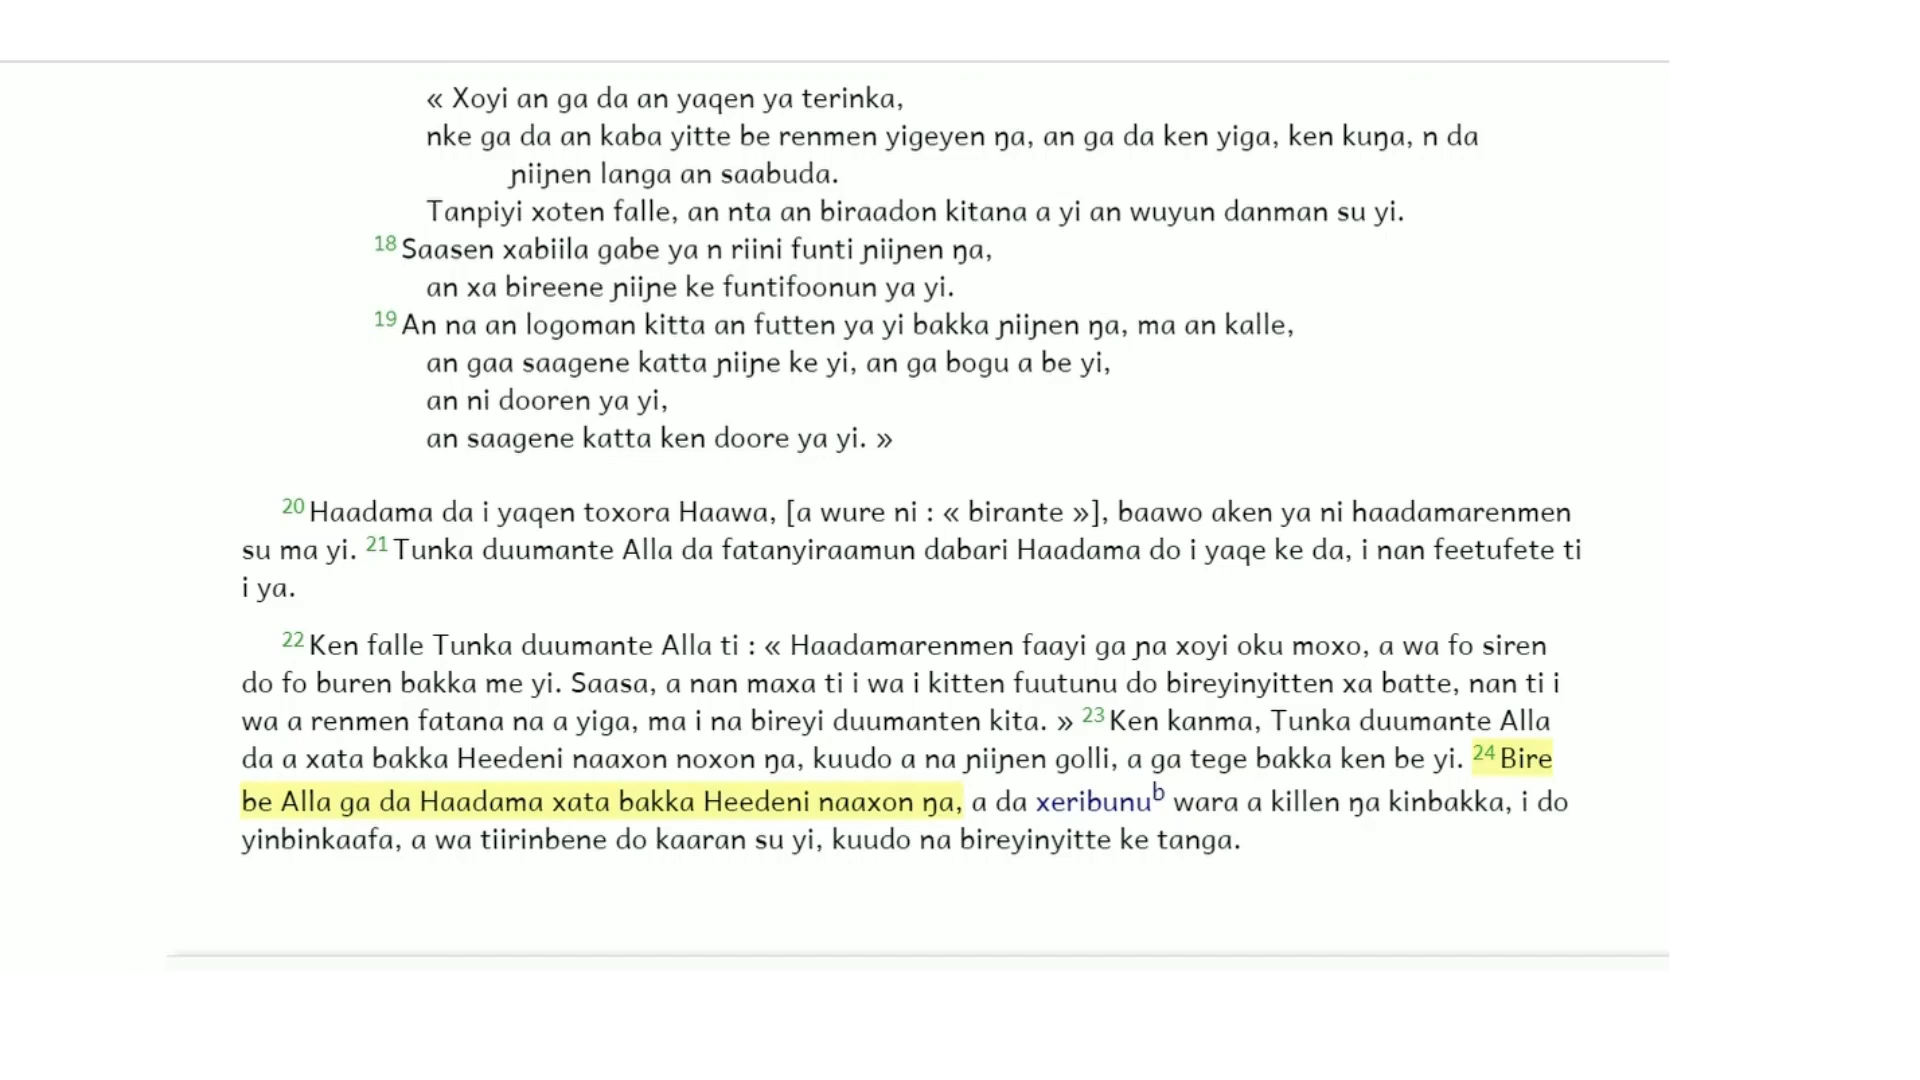 « Xoyi an ga da an yaqen ya terinka,
nke ga da an kaba yitte be renmen yigeyen ŋa, an ga da ken yiga, ken kuŋa, n da
ɲiiɲen langa an saabuda.
Tanpiyi xoten falle, an nta an biraadon kitana a yi an wuyun danman su yi.
18 Saasen xabiila gabe ya n riini funti ɲiiɲen ŋa,
an xa bireene ɲiiɲe ke funtifoonun ya yi.
19 An na an logoman kitta an futten ya yi bakka ɲiiɲen ŋa, ma an kalle,
an gaa saagene katta ɲiiɲe ke yi, an ga bogu a be yi,
an ni dooren ya yi,
an saagene katta ken doore ya yi. »
20 Haadama da i yaqen toxora Haawa, [a wure ni : « birante »], baawo aken ya ni haadamarenmen
su ma yi. 21 Tunka duumante Alla da fatanyiraamun dabari Haadama do i yaqe ke da, i nan feetufete ti
i ya.
22 Ken falle Tunka duumante Alla ti : « Haadamarenmen faayi ga ɲa xoyi oku moxo, a wa fo siren
do fo buren bakka me yi. Saasa, a nan maxa ti i wa i kitten fuutunu do bireyinyitten xa batte, nan ti i
wa a renmen fatana na a yiga, ma i na bireyi duumanten kita. » 23 Ken kanma, Tunka duumante Alla
da a xata bakka Heedeni naaxon noxon ŋa, kuudo a na ɲiiɲen golli, a ga tege bakka ken be yi. 24 Bire
be Alla ga da Haadama xata bakka Heedeni naaxon ŋa, a da xeribunu b wara a killen ŋa kinbakka, i do
yinbinkaafa, a wa tiirinbene do kaaran su yi, kuudo na bireyinyitte ke tanga.